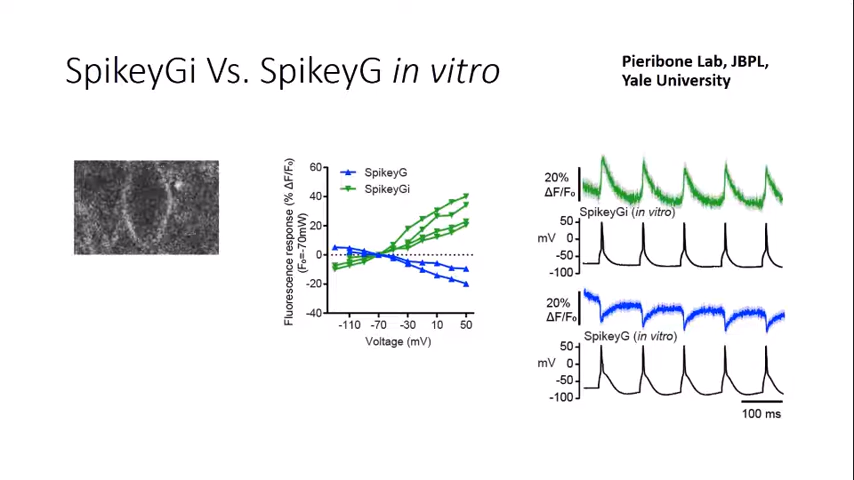 SpikeyGi Vs. SpikeyG in vitro
Pieribone Lab, JBPL,
Yale University
Fluorescence response (% ΔF/F₀)
(F₀=-70mW)
60
40
20
0
-20
-40
SpikeyG
SpikeyGi
-110 -70 -30 10 50
Voltage (mV)
20%
ΔF/F₀
SpikeyGi (in vitro)
50
mV 0
-50
-100
20%
ΔF/F₀
SpikeyG (in vitro)
50
mV 0
-50
-100
100 ms